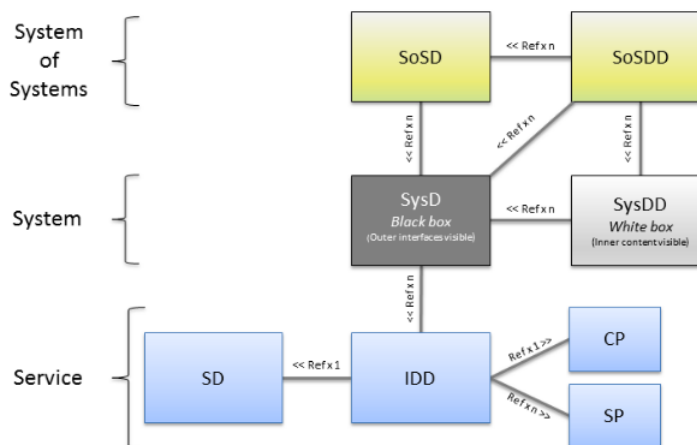 System
of
Systems
SoSD
<< Ref x n
SoSDD
<< Ref x n
<< Ref x n
<< Ref x n
System
SysD
Black box
(Outer interfaces visible)
<< Ref x n
SysDD
White box
(Inner content visible)
<< Ref x n
Service
SD
<< Ref x 1
IDD
Ref x 1 >>
CP
Ref x n >>
SP